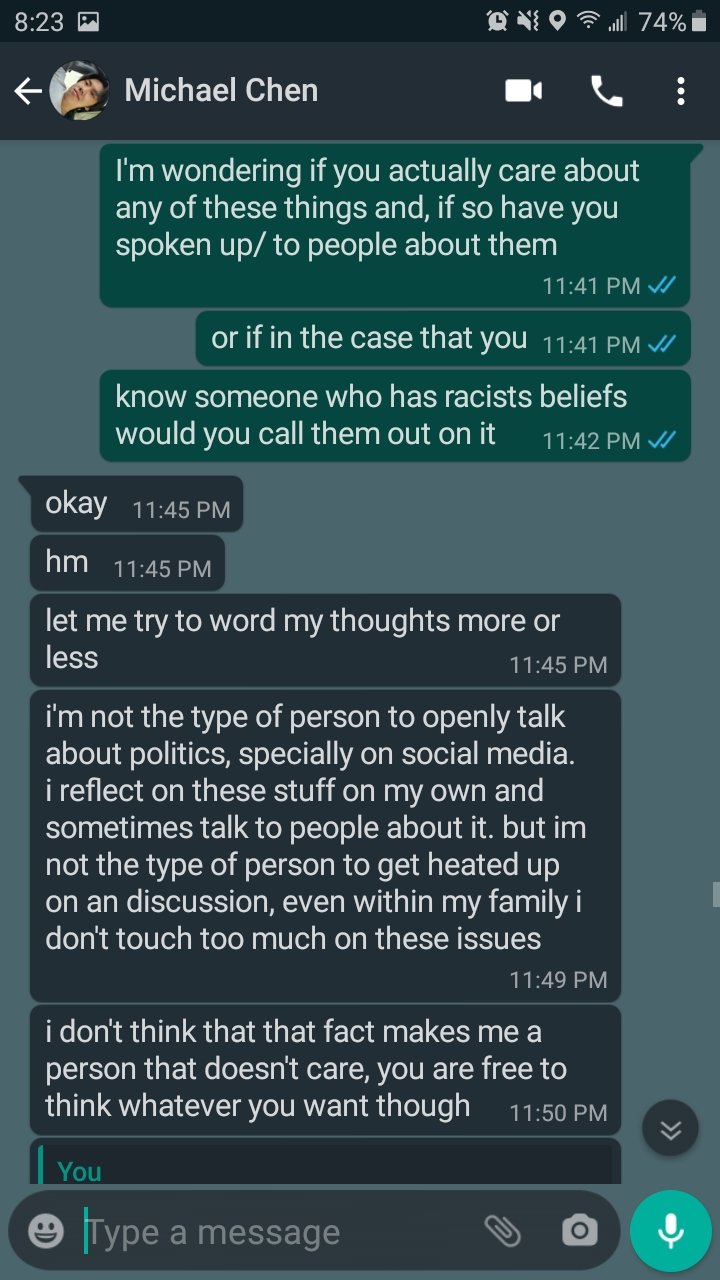 8:23
74%
Michael Chen
I'm wondering if you actually care about
any of these things and, if so have you
spoken up/ to people about them
11:41 PM
or if in the case that you 11:41 PM
know someone who has racists beliefs
would you call them out on it 11:42 PM
okay 11:45 PM
hm 11:45 PM
let me try to word my thoughts more or
less 11:45 PM
i'm not the type of person to openly talk
about politics, specially on social media.
i reflect on these stuff on my own and
sometimes talk to people about it. but im
not the type of person to get heated up
on an discussion, even within my family i
don't touch too much on these issues
11:49 PM
i don't think that that fact makes me a
person that doesn't care, you are free to
think whatever you want though 11:50 PM
You
Type a message